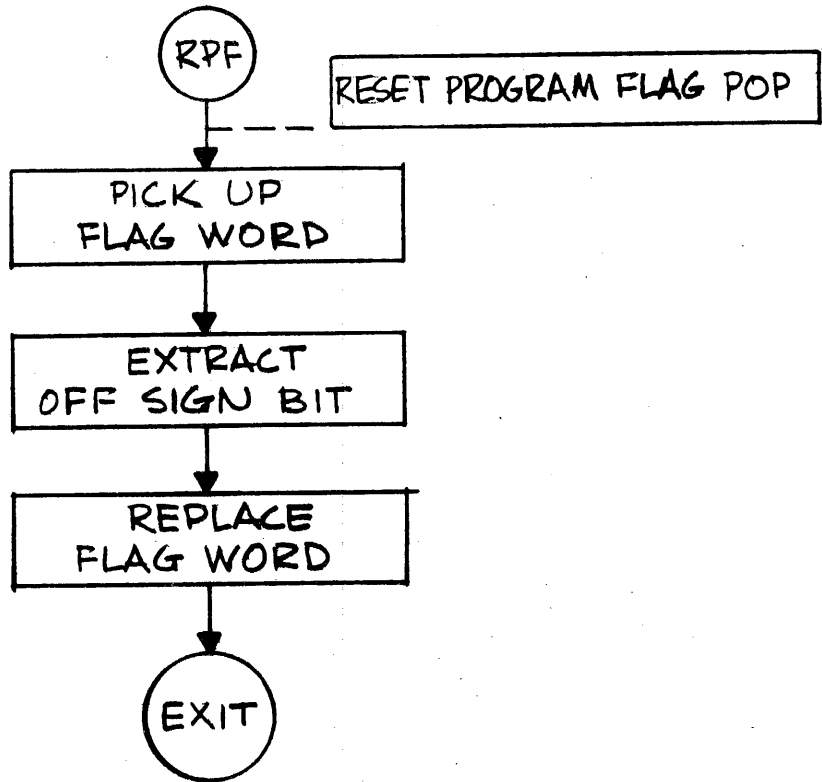 RPF
RESET PROGRAM FLAG POP
PICK UP
FLAG WORD
EXTRACT
OFF SIGN BIT
REPLACE
FLAG WORD
EXIT